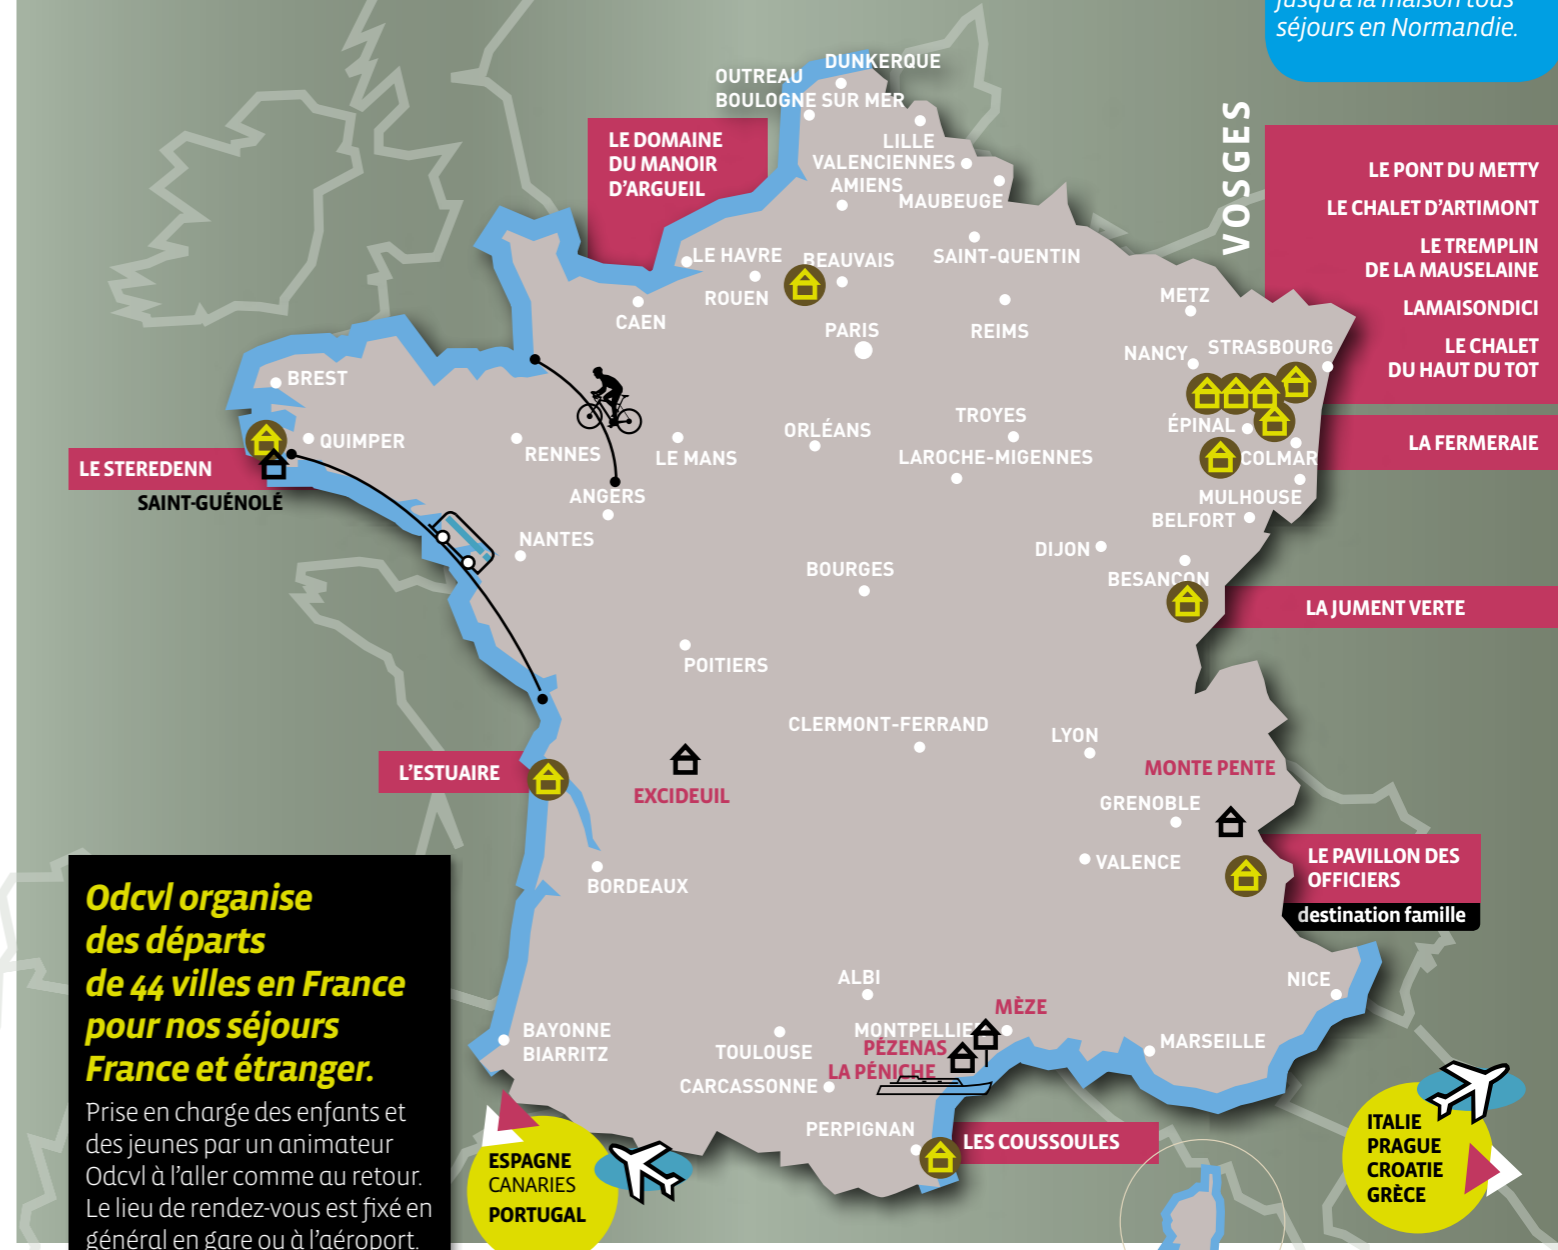 jusqu'à la maison tous
séjours en Normandie.
DUNKERQUE
OUTREAU
BOULOGNE SUR MER
LILLE
VALENCIENNES
AMIENS
MAUBEUGE
LE DOMAINE
DU MANOIR
D'ARGUEIL
VOSGES
LE PONT DU METTY
LE CHALET D'ARTIMONT
LE TREMPLIN
DE LA MAUSELAINE
LAMAISONDICI
LE CHALET
DU HAUT DU TOT
LA FERMERAIE
LE HAVRE
BEAUVAIS
SAINT-QUENTIN
ROUEN
CAEN
PARIS
REIMS
METZ
NANCY
STRASBOURG
BREST
QUIMPER
RENNES
LE MANS
ORLÉANS
TROYES
LAROCHE-MIGENNES
ÉPINAL
COLMAR
MULHOUSE
BELFORT
LE STEREDENN
SAINT-GUÉNOLÉ
ANGERS
NANTES
BOURGES
DIJON
BESANÇON
LA JUMENT VERTE
POITIERS
CLERMONT-FERRAND
LYON
MONTE PENTE
L'ESTUAIRE
EXCIDEUIL
GRENOBLE
VALENCE
LE PAVILLON DES
OFFICIERS
destination famille
BORDEAUX
Odcvl organise
des départs
de 44 villes en France
pour nos séjours
France et étranger.
Prise en charge des enfants et
des jeunes par un animateur
Odcvl à l'aller comme au retour.
Le lieu de rendez-vous est fixé en
général en gare ou à l'aéroport.
ALBI
NICE
MÈZE
BAYONNE
BIARRITZ
TOULOUSE
MONTPELLIER
PÉZENAS
LA PÉNICHE
MARSEILLE
CARCASSONNE
PERPIGNAN
LES COUSSOULES
ESPAGNE
CANARIES
PORTUGAL
ITALIE
PRAGUE
CROATIE
GRÈCE